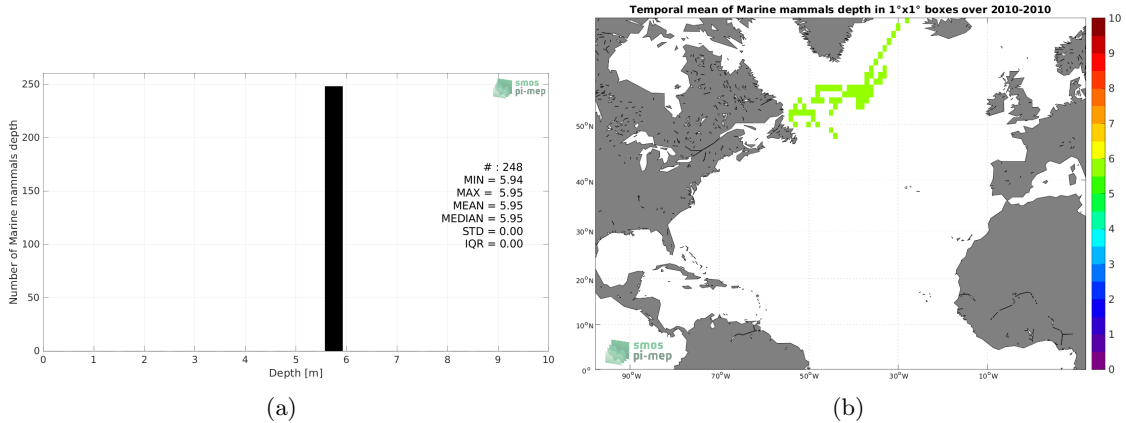 250
200
150
100
50
0
Number of Marine mammals depth
0 1 2 3 4 5 6 7 8 9 10
Depth [m]
smos
pi-mep
# : 248
MIN = 5.94
MAX = 5.95
MEAN = 5.95
MEDIAN = 5.95
STD = 0.00
IQR = 0.00
(a)
Temporal mean of Marine mammals depth in 1°x1° boxes over 2010-2010
50°N
40°N
30°N
20°N
10°N
0°
90°W 70°W 50°W 30°W 10°W
smos
pi-mep
10
9
8
7
6
5
4
3
2
1
0
(b)